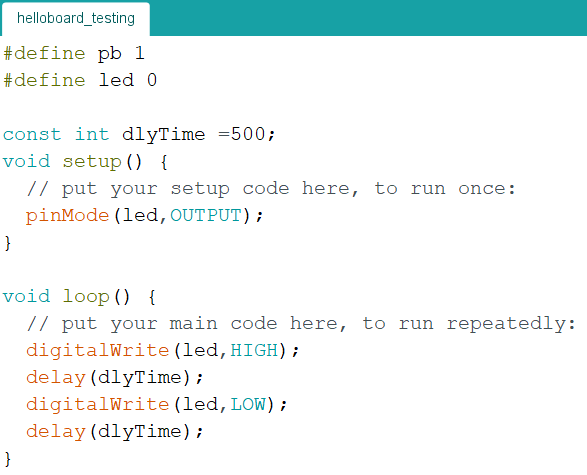 helloboard_testing
#define pb 1
#define led 0
const int dlyTime =500;
void setup() {
// put your setup code here, to run once:
pinMode(led,OUTPUT);
}
void loop() {
// put your main code here, to run repeatedly:
digitalWrite(led,HIGH);
delay(dlyTime);
digitalWrite(led,LOW);
delay(dlyTime);
}